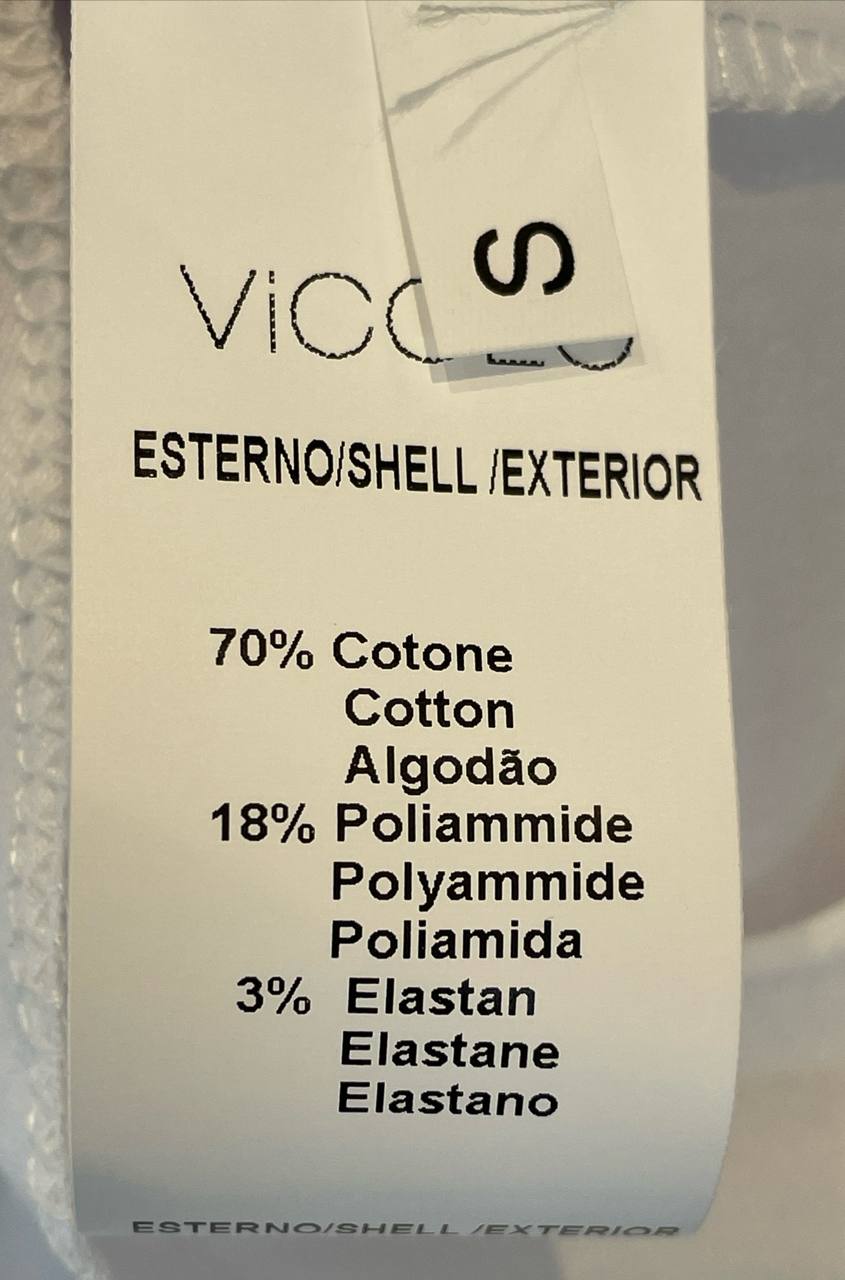 S
ESTERNO/SHELL /EXTERIOR
70% Cotone
Cotton
Algodão
18% Poliammide
Polyammide
Poliamida
3% Elastan
Elastane
Elastano
ESTERNO/SHELL /EXTERIOR